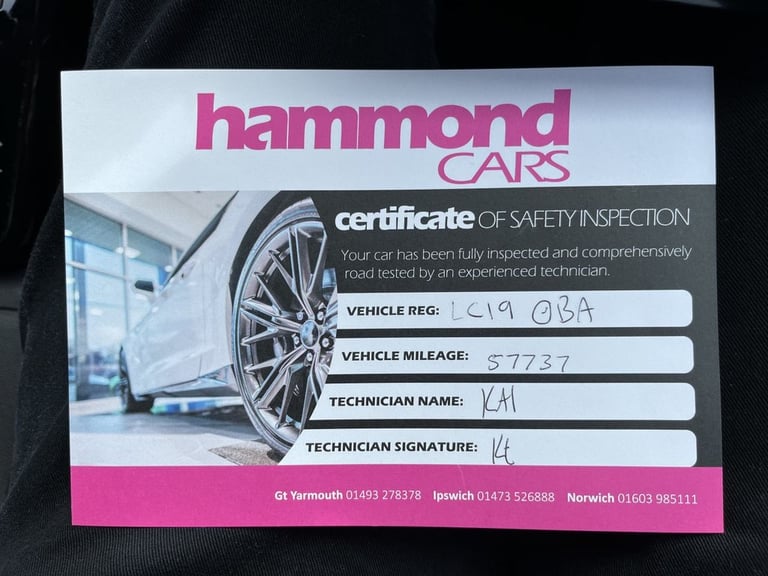 hammond
CARS
certificate OF SAFETY INSPECTION
Your car has been fully inspected and comprehensively
road tested by an experienced technician.
VEHICLE REG: LC19 OBA
VEHICLE MILEAGE: 57737
TECHNICIAN NAME: KAI
TECHNICIAN SIGNATURE: Kt
Gt Yarmouth 01493 278378 Ipswich 01473 526888 Norwich 01603 985111